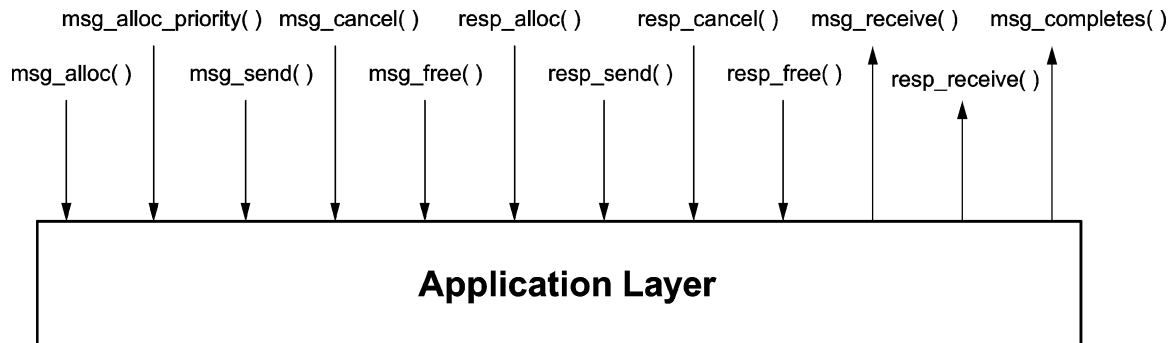 msg_alloc_priority( ) msg_cancel( ) resp_alloc( ) resp_cancel( ) msg_receive( ) msg_completes( )
msg_alloc( ) msg_send( ) msg_free( ) resp_send( ) resp_free( ) resp_receive( )
Application Layer